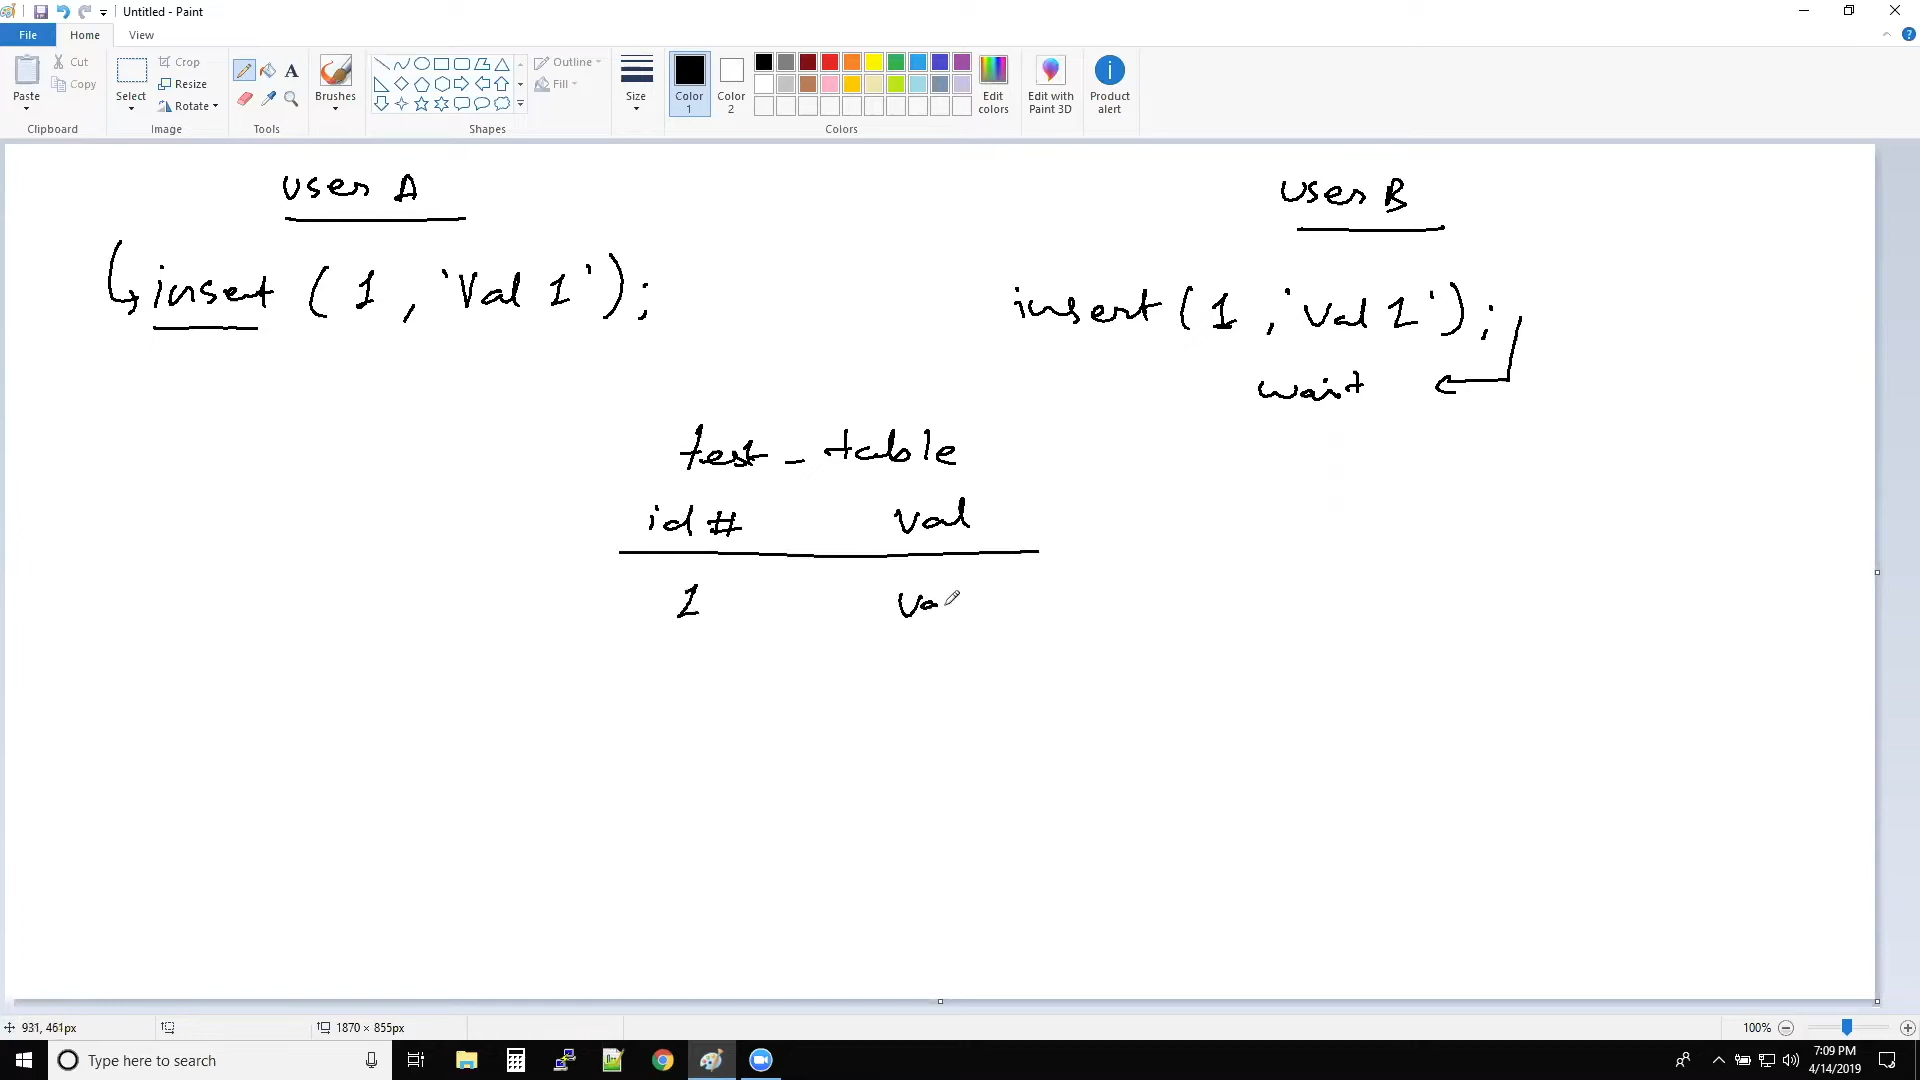 Untitled - Paint
File Home View
Paste
Cut
Copy
Clipboard
Select
Crop
Resize
Rotate
Image
Tools
Brushes
Shapes
Outline
Fill
Size
Color 1
Color 2
Colors
Edit colors
Edit with Paint 3D
Product alert
User A
User B
insert ( 1 , 'Val 1' ) ;
insert ( 1 , 'Val 1' ) ;
wait
test - table
id # val
1 Va
931, 461px
1870 × 855px
100%
Type here to search
7:09 PM
4/14/2019